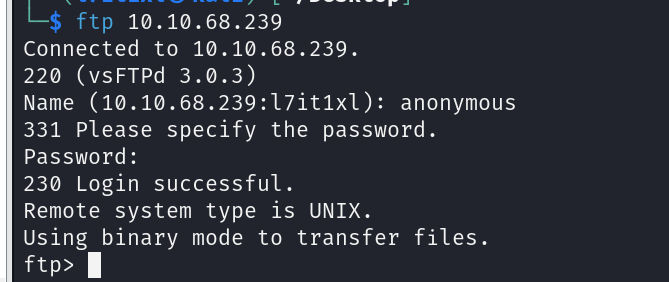 └─$ ftp 10.10.68.239
Connected to 10.10.68.239.
220 (vsFTPd 3.0.3)
Name (10.10.68.239:l7it1xl): anonymous
331 Please specify the password.
Password:
230 Login successful.
Remote system type is UNIX.
Using binary mode to transfer files.
ftp>